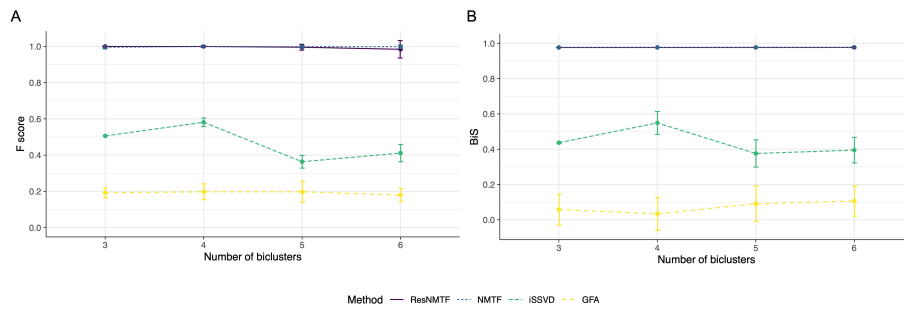 A
F score
1.0
0.8
0.6
0.4
0.2
0.0
3 4 5 6
Number of biclusters
B
BiS
1.0
0.8
0.6
0.4
0.2
0.0
3 4 5 6
Number of biclusters
Method ResNMTF NMTF iSSVD GFA